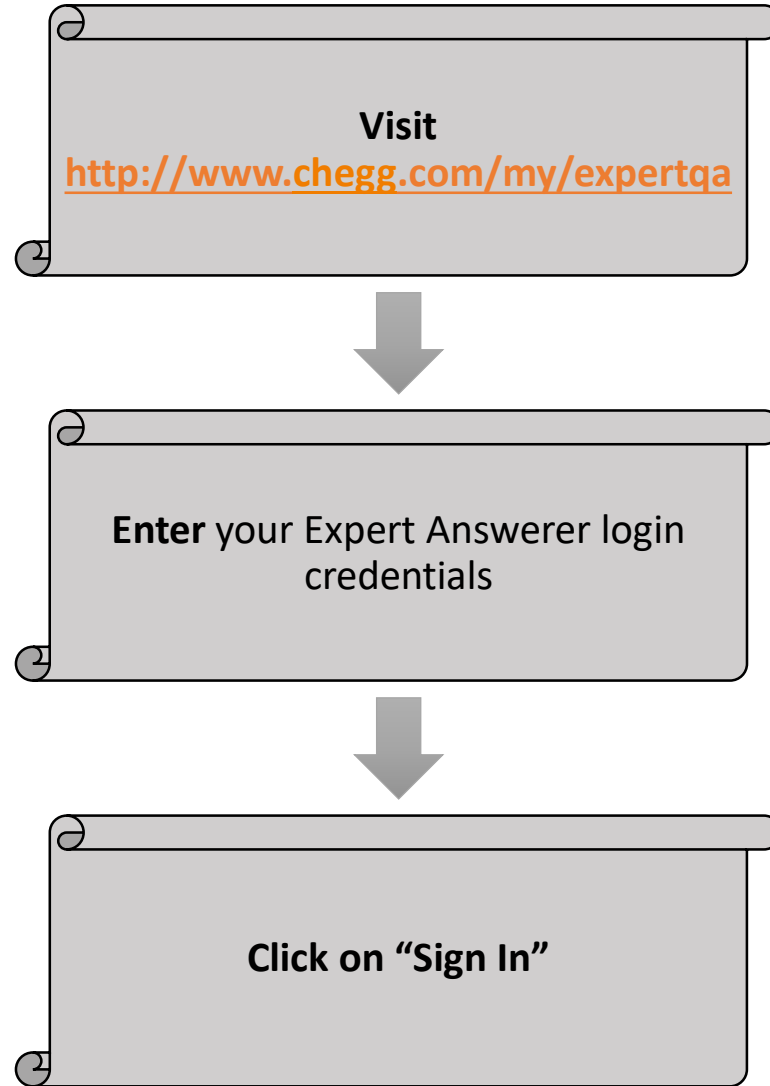 Visit
http://www.chegg.com/my/expertqa
Enter your Expert Answerer login
credentials
Click on “Sign In”